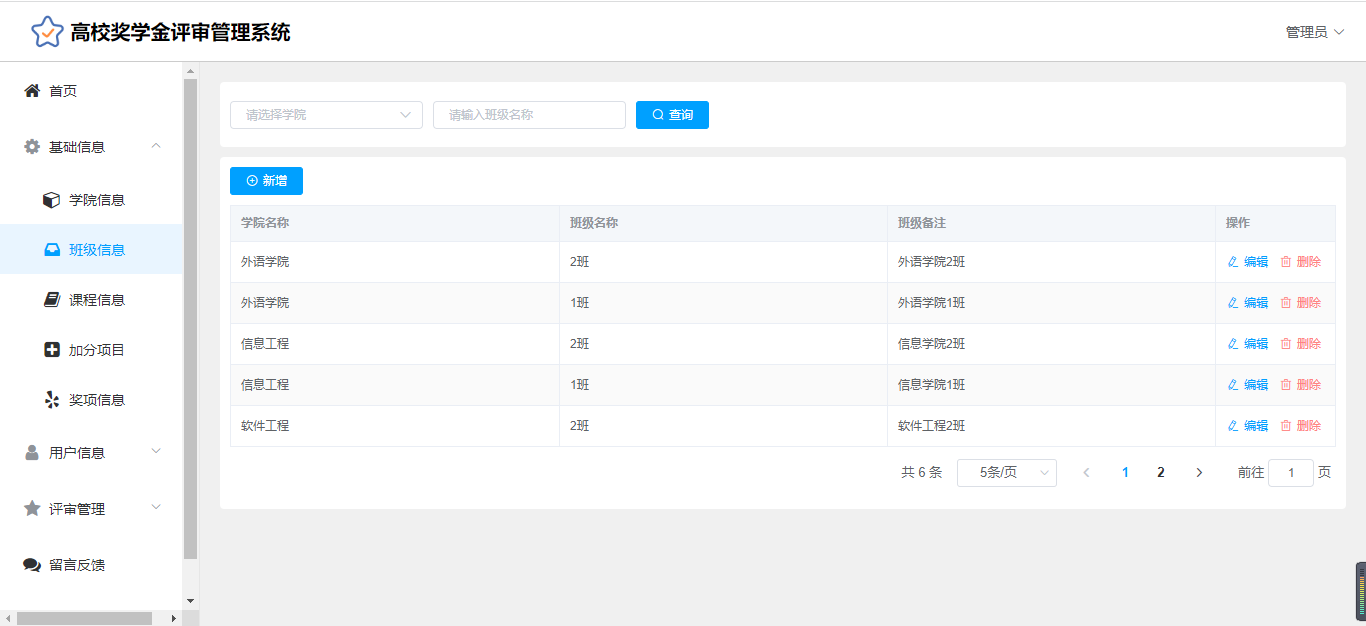 高校奖学金评审管理系统
管理员
首页
基础信息
学院信息
班级信息
课程信息
加分项目
奖项信息
用户信息
评审管理
留言反馈
请选择学院 请输入班级名称 查询
新增
学院名称 班级名称 班级备注 操作
外语学院 2班 外语学院2班 编辑 删除
外语学院 1班 外语学院1班 编辑 删除
信息工程 2班 信息学院2班 编辑 删除
信息工程 1班 信息学院1班 编辑 删除
软件工程 2班 软件工程2班 编辑 删除
共 6 条 5条/页 1 2 前往 1 页